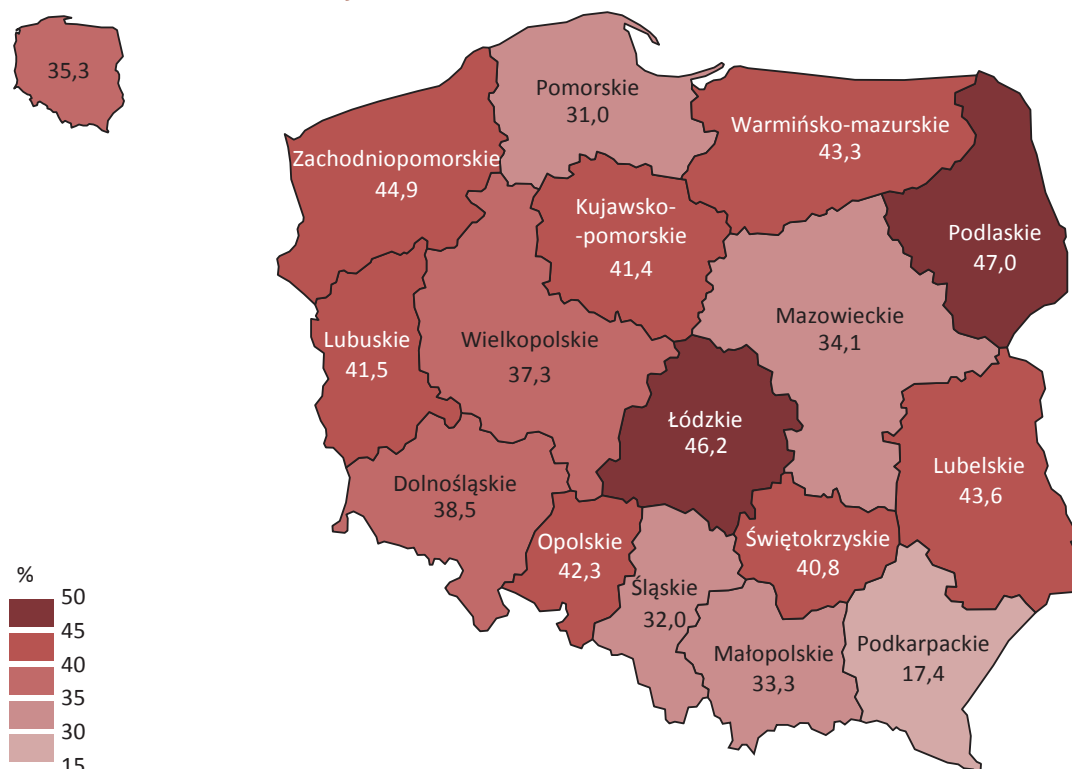 35,3
Pomorskie
31,0
Warmińsko-mazurskie
43,3
Zachodniopomorskie
44,9
Kujawsko-
-pomorskie
41,4
Podlaskie
47,0
Mazowieckie
34,1
Lubuskie
41,5
Wielkopolskie
37,3
Łódzkie
46,2
Lubelskie
43,6
Dolnośląskie
38,5
Opolskie
42,3
Świętokrzyskie
40,8
Śląskie
32,0
Małopolskie
33,3
Podkarpackie
17,4
%
50
45
40
35
30
15